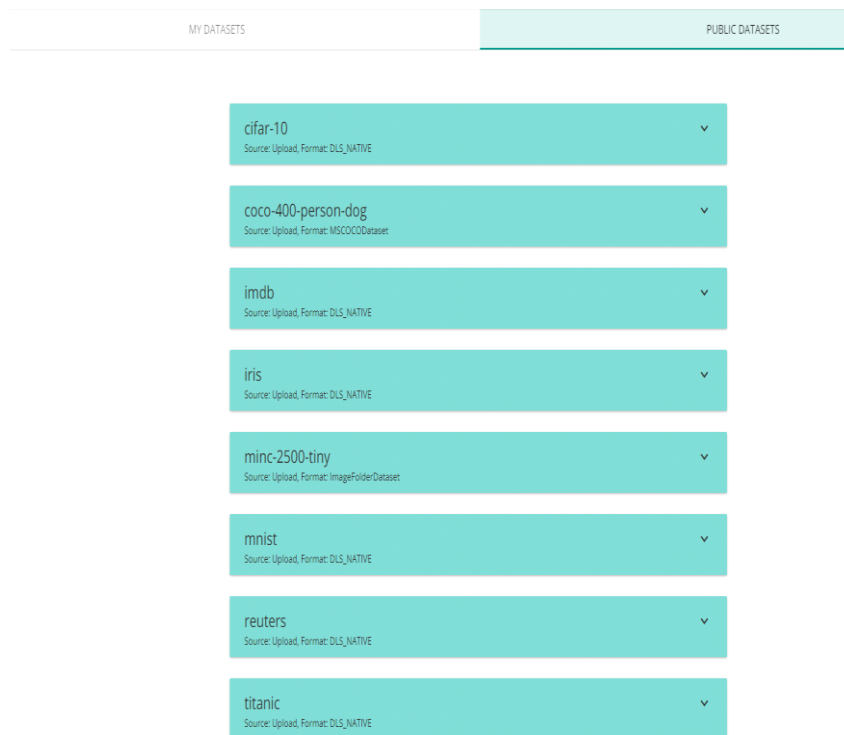 MY DATASETS
PUBLIC DATASETS
cifar-10
Source: Upload, Format: DLS_NATIVE
coco-400-person-dog
Source: Upload, Format: MSCOCODataset
imdb
Source: Upload, Format: DLS_NATIVE
iris
Source: Upload, Format: DLS_NATIVE
minc-2500-tiny
Source: Upload, Format: ImageFolderDataset
mnist
Source: Upload, Format: DLS_NATIVE
reuters
Source: Upload, Format: DLS_NATIVE
titanic
Source: Upload, Format: DLS_NATIVE